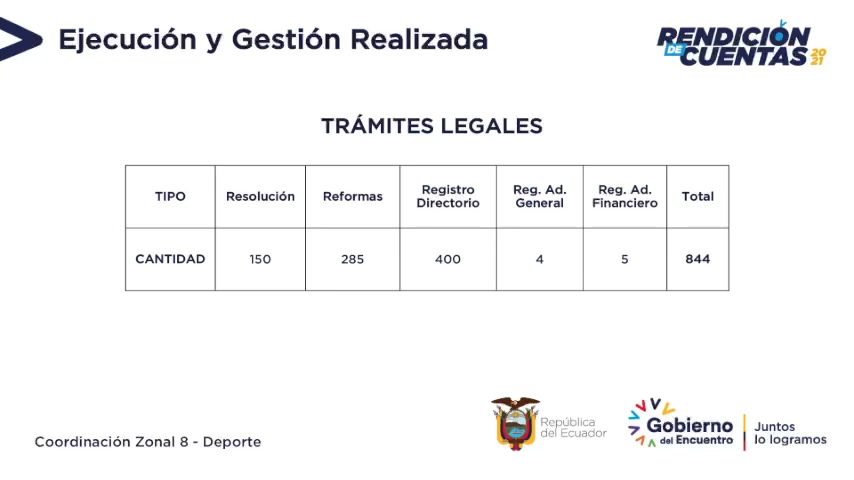 Ejecución y Gestión Realizada
RENDICIÓN
DE CUENTAS 20
21
TRÁMITES LEGALES
TIPO Resolución Reformas Registro Directorio Reg. Ad. General Reg. Ad. Financiero Total
CANTIDAD 150 285 400 4 5 844
Coordinación Zonal 8 - Deporte
República
del Ecuador
Gobierno
del Encuentro
Juntos
lo logramos